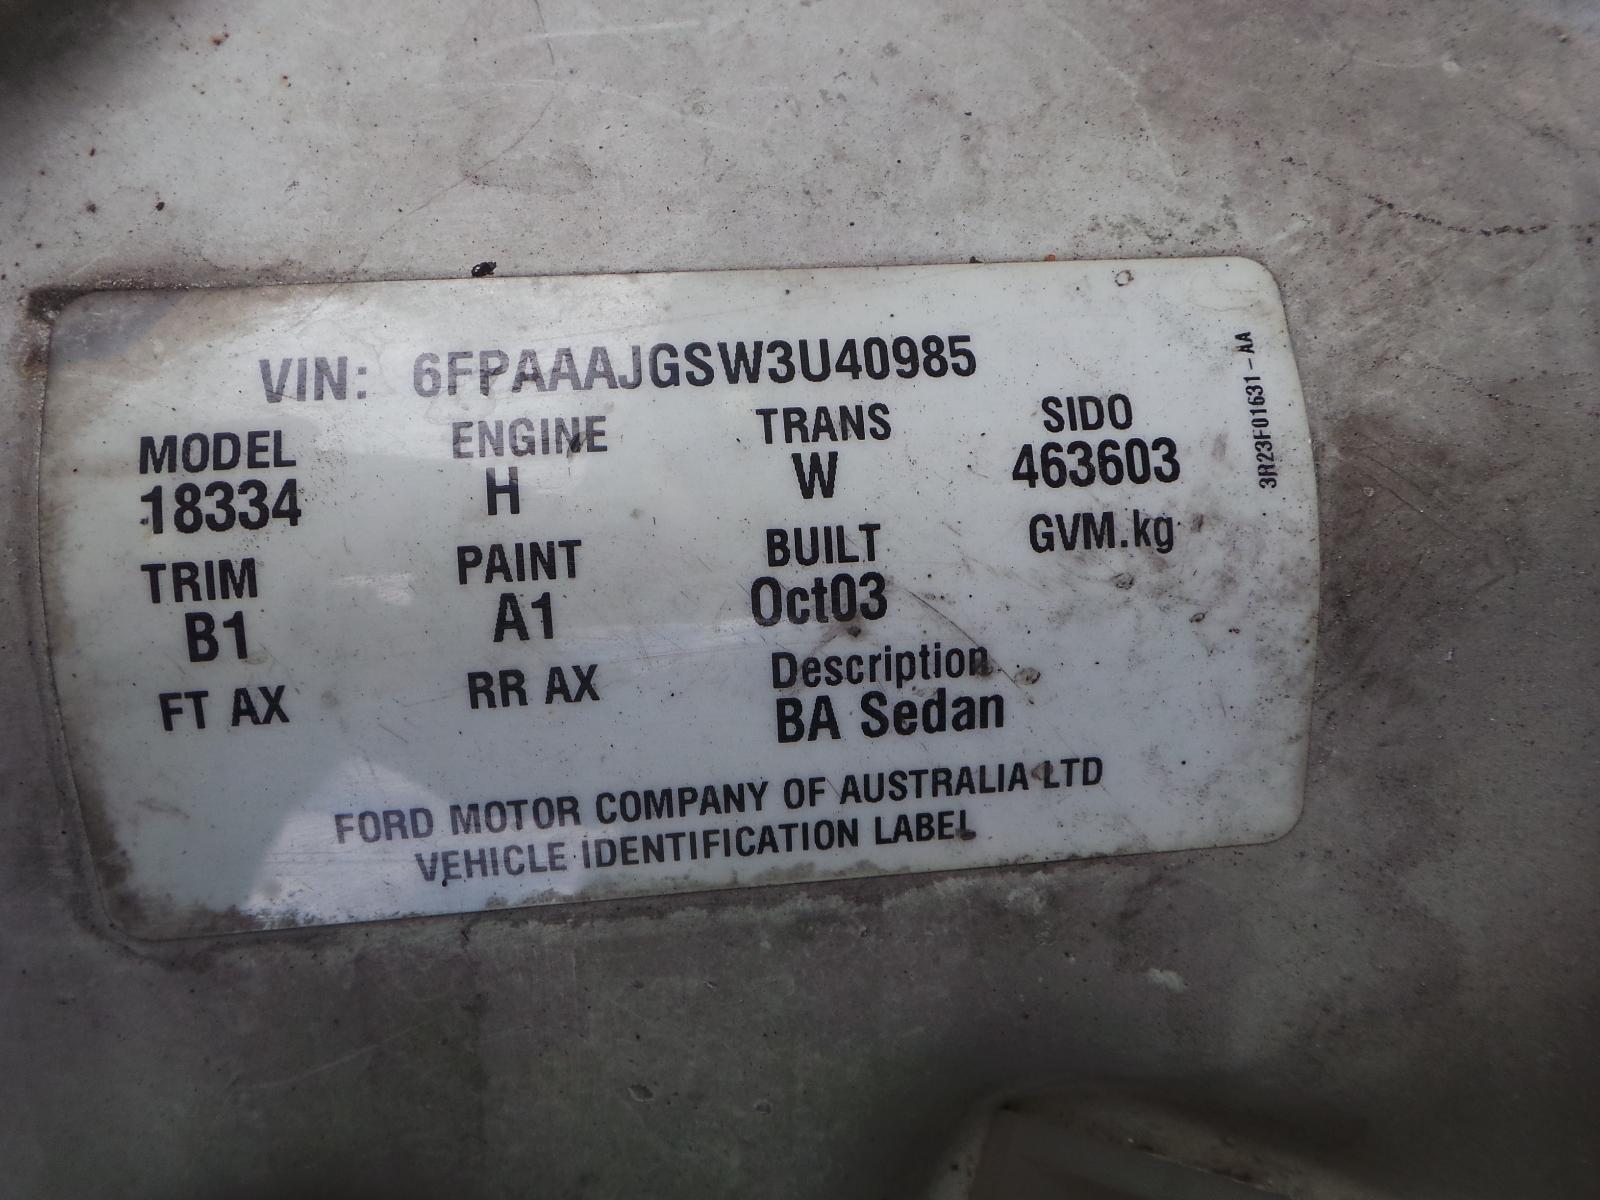 VIN: 6FPAAAJGSW3U40985
MODEL ENGINE TRANS SIDO
18334 H W 463603
TRIM PAINT BUILT GVM.kg
B1 A1 Oct03
FT AX RR AX Description
BA Sedan
FORD MOTOR COMPANY OF AUSTRALIA LTD
VEHICLE IDENTIFICATION LABEL
3R23F01631-AA